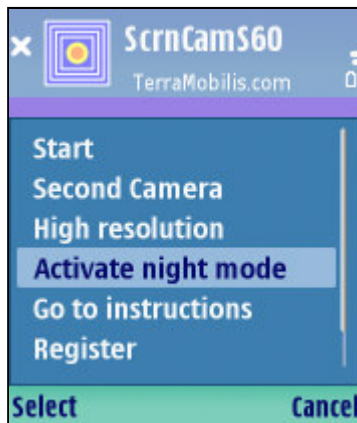 ScrnCamS60
TerraMobilis.com
Start
Second Camera
High resolution
Activate night mode
Go to instructions
Register
Select Cancel